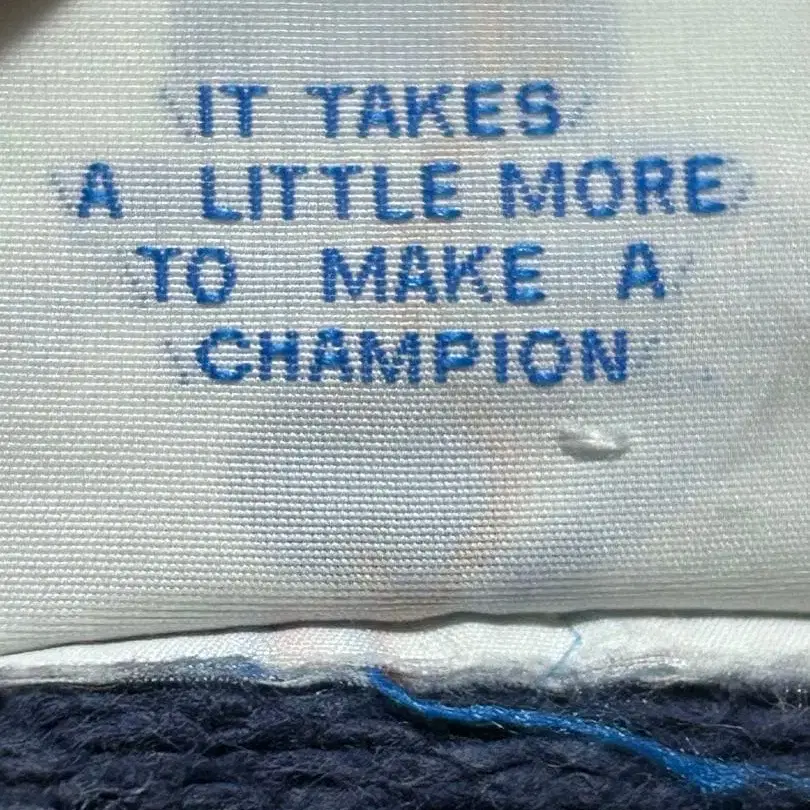 IT TAKES
A LITTLE MORE
TO MAKE A
CHAMPION